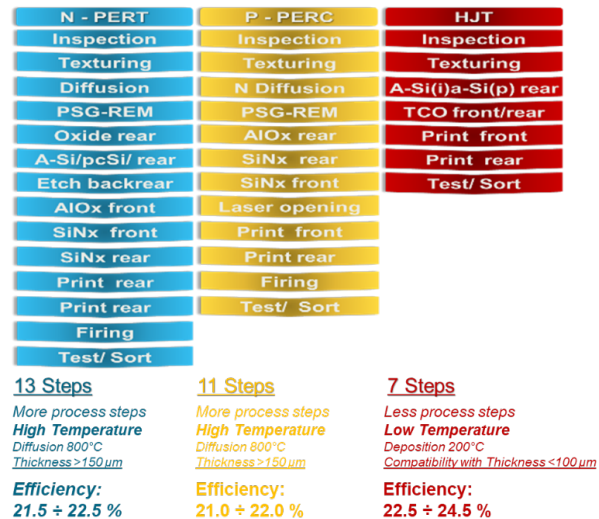 N - PERT
Inspection
Texturing
Diffusion
PSG-REM
Oxide rear
A-Si/pcSi/ rear
Etch backrear
AlOx front
SiNx front
SiNx rear
Print rear
Print rear
Firing
Test/ Sort
13 Steps
More process steps
High Temperature
Diffusion 800°C
Thickness >150 µm
Efficiency:
21.5 ÷ 22.5 %
P - PERC
Inspection
Texturing
N Diffusion
PSG-REM
AlOx rear
SiNx rear
SiNx front
Laser opening
Print front
Print rear
Firing
Test/ Sort
11 Steps
More process steps
High Temperature
Diffusion 800°C
Thickness >150 µm
Efficiency:
21.0 ÷ 22.0 %
HJT
Inspection
Texturing
A-Si(i)a-Si(p) rear
TCO front/rear
Print front
Print rear
Test/ Sort
7 Steps
Less process steps
Low Temperature
Deposition 200°C
Compatibility with Thickness <100 µm
Efficiency:
22.5 ÷ 24.5 %